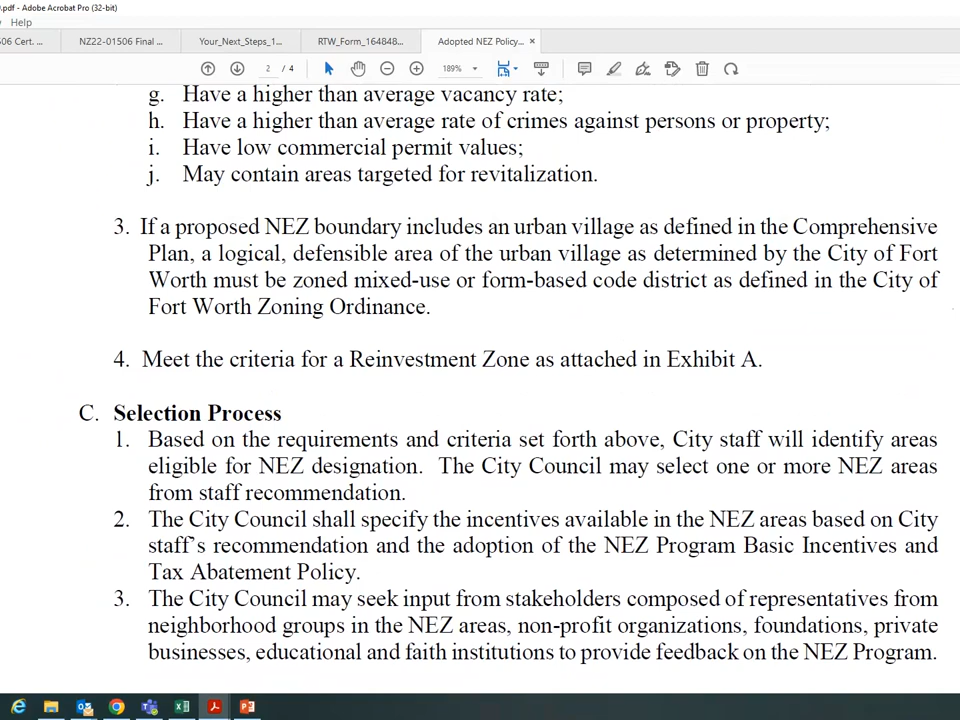 .pdf - Adobe Acrobat Pro (32-bit)
Help
506 Cert. ...
NZ22-01506 Final ...
Your_Next_Steps_1...
RTW_Form_164848...
Adopted NEZ Policy... ×
2 / 4
189%
g. Have a higher than average vacancy rate;
h. Have a higher than average rate of crimes against persons or property;
i. Have low commercial permit values;
j. May contain areas targeted for revitalization.
3. If a proposed NEZ boundary includes an urban village as defined in the Comprehensive
Plan, a logical, defensible area of the urban village as determined by the City of Fort
Worth must be zoned mixed-use or form-based code district as defined in the City of
Fort Worth Zoning Ordinance.
4. Meet the criteria for a Reinvestment Zone as attached in Exhibit A.
C. Selection Process
1. Based on the requirements and criteria set forth above, City staff will identify areas
eligible for NEZ designation. The City Council may select one or more NEZ areas
from staff recommendation.
2. The City Council shall specify the incentives available in the NEZ areas based on City
staff's recommendation and the adoption of the NEZ Program Basic Incentives and
Tax Abatement Policy.
3. The City Council may seek input from stakeholders composed of representatives from
neighborhood groups in the NEZ areas, non-profit organizations, foundations, private
businesses, educational and faith institutions to provide feedback on the NEZ Program.